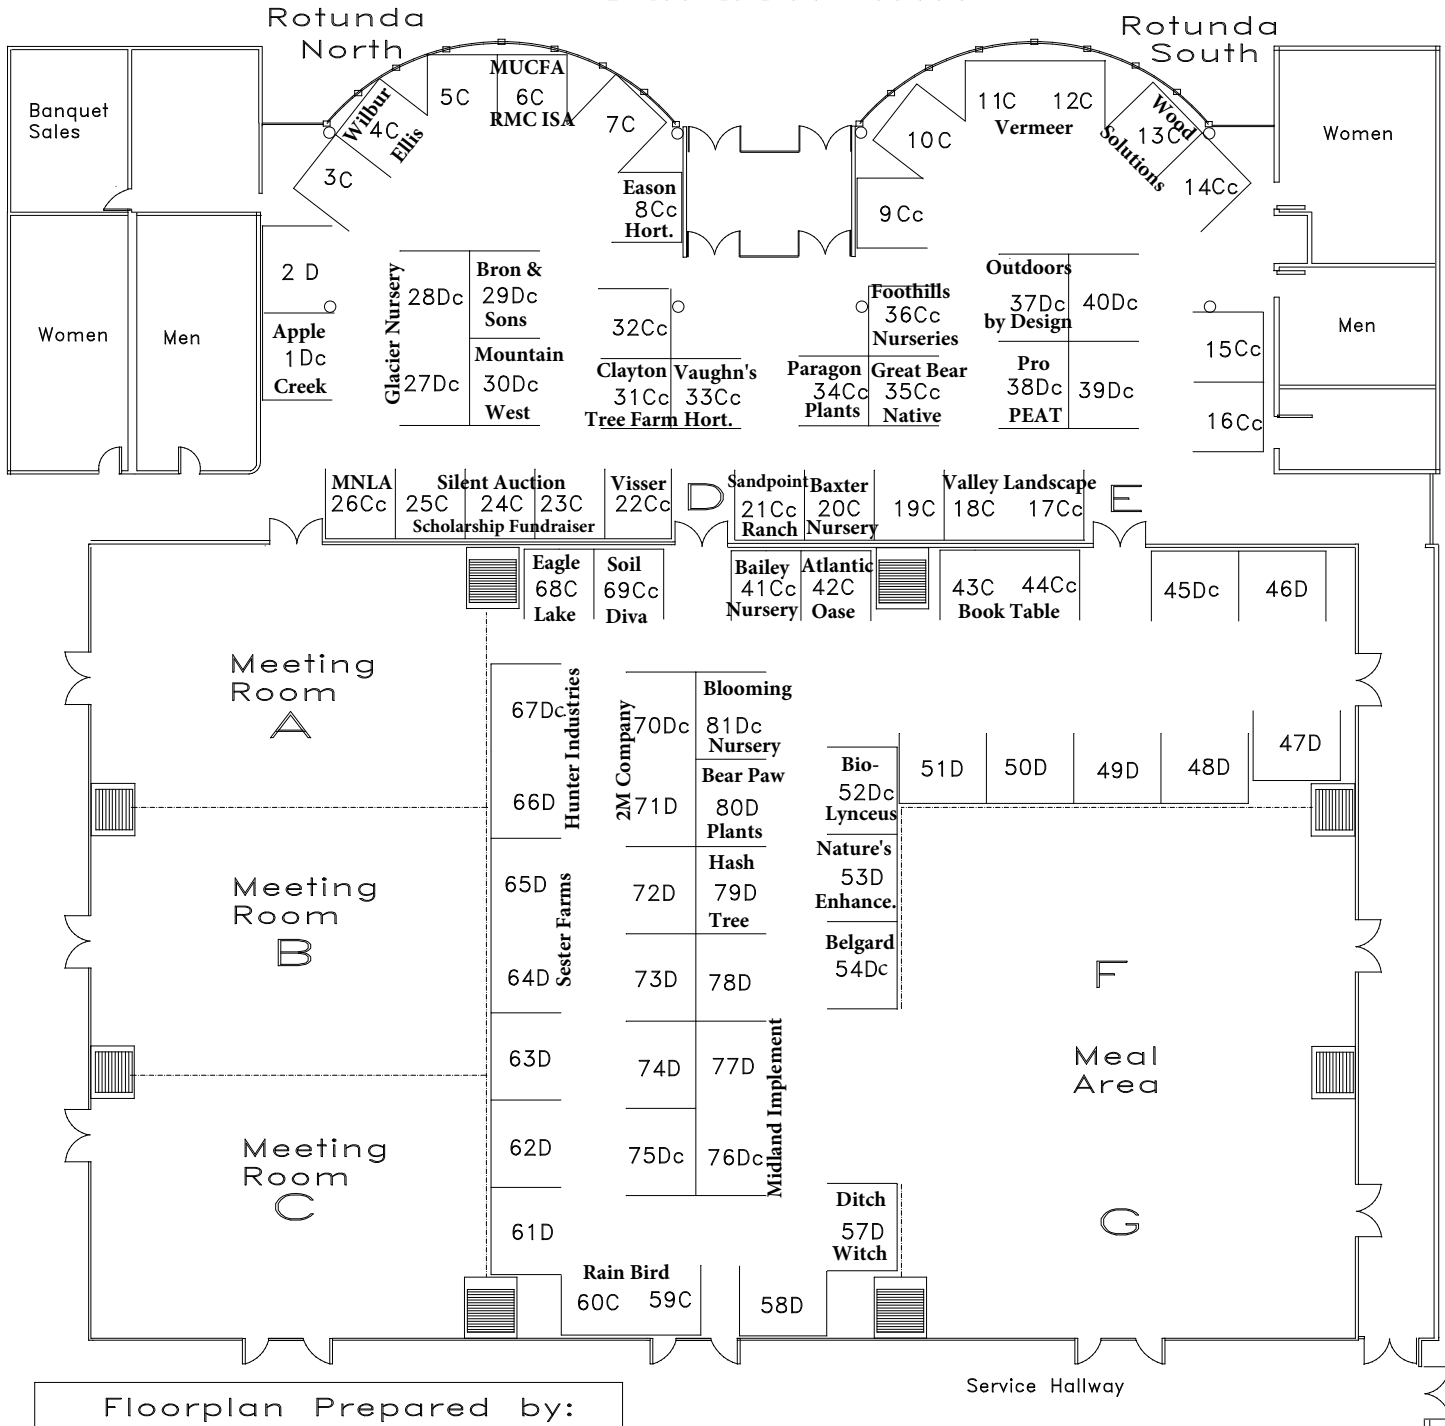 Rotunda
North
Rotunda
South
Banquet
Sales
Women
Wilbur
4C
Ellis
5C
MUCFA
6C
RMC ISA
7C
3C
Eason
8Cc
Hort.
10C
11C 12C
Vermeer
Wood
13C
Solutions
14Cc
9Cc
Women
Men
2 D
Apple
1Dc
Creek
Glacier Nursery
28Dc
27Dc
Bron &
29Dc
Sons
Mountain
30Dc
West
32Cc
Clayton
31Cc
Tree Farm
Vaughn's
33Cc
Hort.
Foothills
36Cc
Nurseries
Paragon
34Cc
Plants
Great Bear
35Cc
Native
Outdoors
37Dc
by Design
40Dc
Pro
38Dc
PEAT
39Dc
15Cc
16Cc
Men
MNLA
26Cc
Silent Auction
25C 24C 23C
Scholarship Fundraiser
Visser
22Cc
D
Sandpoint
21Cc
Ranch
Baxter
20C
Nursery
19C
Valley Landscape
18C 17Cc
E
Eagle
68C
Lake
Soil
69Cc
Diva
Bailey
41Cc
Nursery
Atlantic
42C
Oase
43C 44Cc
Book Table
45Dc
46D
Meeting
Room
A
67Dc
66D
Hunter Industries
2M Company
70Dc
71D
Blooming
81Dc
Nursery
Bear Paw
80D
Plants
Bio-
52Dc
Lynceus
51D
50D
49D
48D
47D
Meeting
Room
B
65D
64D
Sester Farms
72D
Hash
79D
Tree
Nature's
53D
Enhance.
Belgard
54Dc
73D
78D
F
Meal
Area
G
63D
74D
77D
76Dc
Midland Implement
Meeting
Room
C
62D
75Dc
61D
Ditch
57D
Witch
Rain Bird
60C 59C
58D
Service Hallway
Floorplan Prepared by: